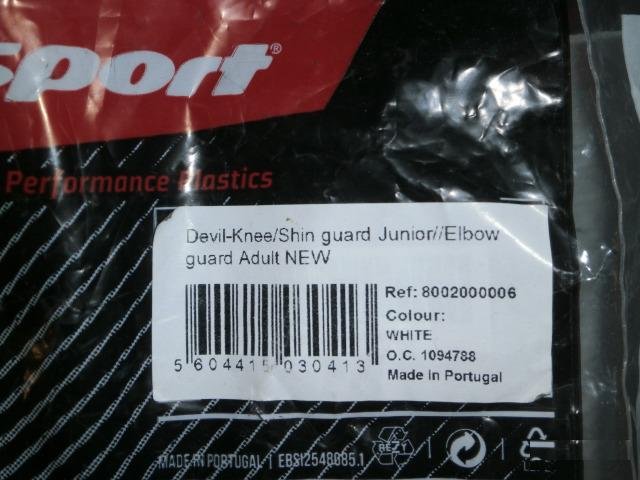 sport®
Performance Plastics
Devil-Knee/Shin guard Junior//Elbow
guard Adult NEW
Ref: 8002000006
Colour:
WHITE
O.C. 1094788
Made In Portugal
5 604415 030413
MADE IN PORTUGAL | EBSI2548085.1